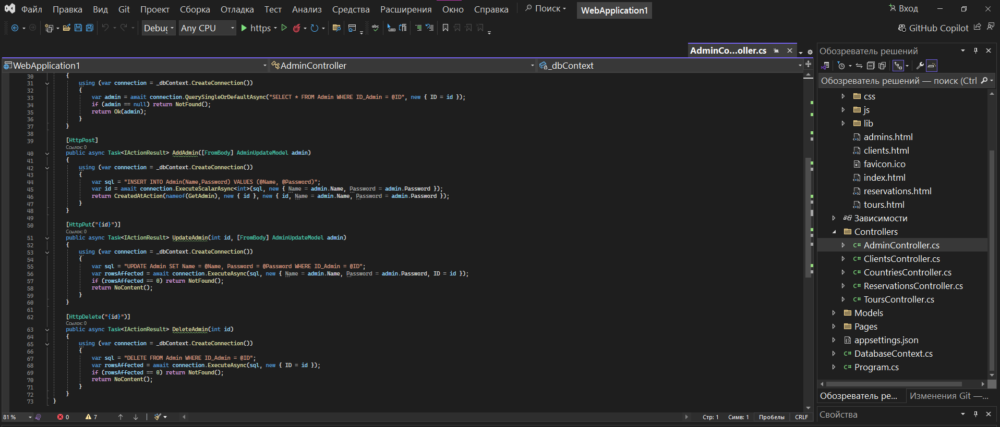 Файл Правка Вид Git Проект Сборка Отладка Тест Анализ Средства Расширения Окно Справка Поиск WebApplication1 Вход
Debug Any CPU https GitHub Copilot
AdminCo...oller.cs
WebApplication1 AdminController _dbContext
30 {
31 using (var connection = _dbContext.CreateConnection())
32 {
33 var admin = await connection.QuerySingleOrDefaultAsync("SELECT * FROM Admin WHERE ID_Admin = @ID", new { ID = id });
34 if (admin == null) return NotFound();
35 return Ok(admin);
36 }
37 }
38
39 [HttpPost]
Ссылок: 0
40 public async Task<IActionResult> AddAdmin([FromBody] AdminUpdateModel admin)
41 {
42 using (var connection = _dbContext.CreateConnection())
43 {
44 var sql = "INSERT INTO Admin(Name,Password) VALUES (@Name, @Password)";
45 var id = await connection.ExecuteScalarAsync<int>(sql, new { Name = admin.Name, Password = admin.Password });
46 return CreatedAtAction(nameof(GetAdmin), new { id }, new { id, Name = admin.Name, Password = admin.Password });
47 }
48 }
49
50 [HttpPut("{id}")]
Ссылок: 0
51 public async Task<IActionResult> UpdateAdmin(int id, [FromBody] AdminUpdateModel admin)
52 {
53 using (var connection = _dbContext.CreateConnection())
54 {
55 var sql = "UPDATE Admin SET Name = @Name, Password = @Password WHERE ID_Admin = @ID";
56 var rowsAffected = await connection.ExecuteAsync(sql, new { Name = admin.Name, Password = admin.Password, ID = id });
57 if (rowsAffected == 0) return NotFound();
58 return NoContent();
59 }
60 }
61
62 [HttpDelete("{id}")]
Ссылок: 0
63 public async Task<IActionResult> DeleteAdmin(int id)
64 {
65 using (var connection = _dbContext.CreateConnection())
66 {
67 var sql = "DELETE FROM Admin WHERE ID_Admin = @ID";
68 var rowsAffected = await connection.ExecuteAsync(sql, new { ID = id });
69 if (rowsAffected == 0) return NotFound();
70 return NoContent();
71 }
72 }
73 }
81 % 0 7 Стр: 1 Симв: 1 Пробелы CRLF
Обозреватель решений
Обозреватель решений — поиск (Ctrl
css
js
lib
admins.html
clients.html
favicon.ico
index.html
reservations.html
tours.html
Зависимости
Controllers
C# AdminController.cs
C# ClientsController.cs
C# CountriesController.cs
C# ReservationsController.cs
C# ToursController.cs
Models
Pages
appsettings.json
C# DatabaseContext.cs
C# Program.cs
Обозреватель ре... Изменения Git —...
Свойства